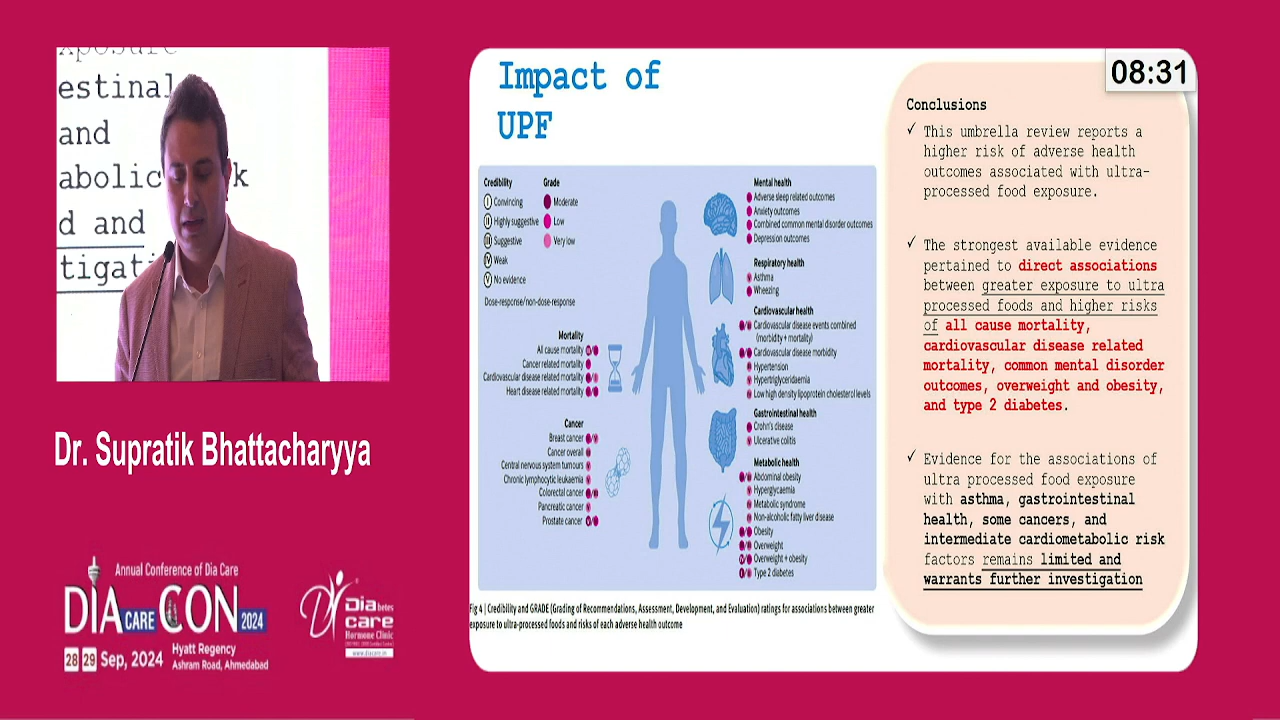 xposure
estinal
and
abolic k
d and
tigati
Dr. Supratik Bhattacharyya
Annual Conference of Dia Care
DIA CARE CON 2024
28 29 Sep, 2024
Hyatt Regency
Ashram Road, Ahmedabad
Diabetes
care
Hormone Clinic
www.diacare.in
Impact of
UPF
08:31
Credibility
Grade
I Convincing
II Highly suggestive
III Suggestive
IV Weak
V No evidence
Moderate
Low
Very low
Dose-response/non-dose-response
Mortality
All cause mortality
Cancer related mortality
Cardiovascular disease related mortality
Heart disease related mortality
Cancer
Breast cancer
Cancer overall
Central nervous system tumours
Chronic lymphocytic leukaemia
Colorectal cancer
Pancreatic cancer
Prostate cancer
Mental health
Adverse sleep related outcomes
Anxiety outcomes
Combined common mental disorder outcomes
Depression outcomes
Respiratory health
Asthma
Wheezing
Cardiovascular health
Cardiovascular disease events combined
(morbidity + mortality)
Cardiovascular disease morbidity
Hypertension
Hypertriglyceridaemia
Low high density lipoprotein cholesterol levels
Gastrointestinal health
Crohn's disease
Ulcerative colitis
Metabolic health
Abdominal obesity
Hyperglycaemia
Metabolic syndrome
Non-alcoholic fatty liver disease
Obesity
Overweight
Overweight + obesity
Type 2 diabetes
Fig 4 | Credibility and GRADE (Grading of Recommendations, Assessment, Development, and Evaluation) ratings for associations between greater
exposure to ultra-processed foods and risks of each adverse health outcome
Conclusions
✓ This umbrella review reports a
higher risk of adverse health
outcomes associated with ultra-
processed food exposure.
✓ The strongest available evidence
pertained to direct associations
between greater exposure to ultra
processed foods and higher risks
of all cause mortality,
cardiovascular disease related
mortality, common mental disorder
outcomes, overweight and obesity,
and type 2 diabetes.
✓ Evidence for the associations of
ultra processed food exposure
with asthma, gastrointestinal
health, some cancers, and
intermediate cardiometabolic risk
factors remains limited and
warrants further investigation